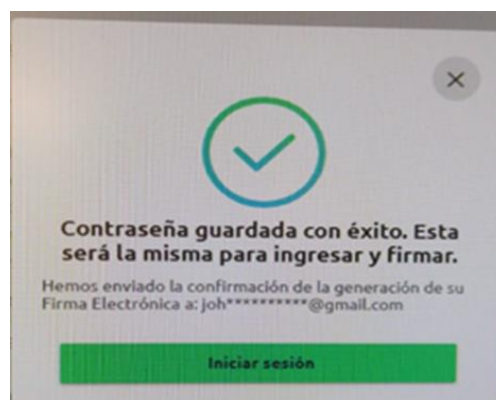 Contraseña guardada con éxito. Esta
será la misma para ingresar y firmar.
Hemos enviado la confirmación de la generación de su
Firma Electrónica a: joh**********@gmail.com
Iniciar sesión